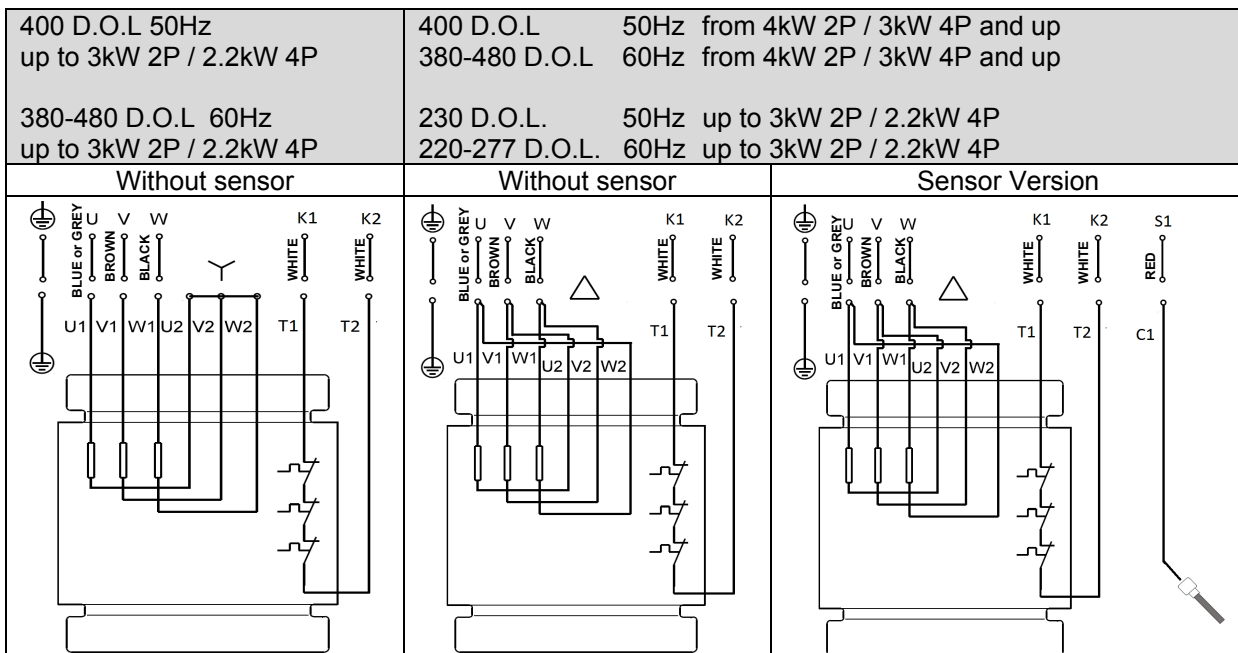 400 D.O.L 50Hz
up to 3kW 2P / 2.2kW 4P
380-480 D.O.L 60Hz
up to 3kW 2P / 2.2kW 4P
400 D.O.L 50Hz from 4kW 2P / 3kW 4P and up
380-480 D.O.L 60Hz from 4kW 2P / 3kW 4P and up
230 D.O.L. 50Hz up to 3kW 2P / 2.2kW 4P
220-277 D.O.L. 60Hz up to 3kW 2P / 2.2kW 4P
Without sensor
Without sensor
Sensor Version
U V W K1 K2
BLUE or GREY
BROWN
BLACK
WHITE
WHITE
U1 V1 W1 U2 V2 W2 T1 T2
U V W K1 K2
BLUE or GREY
BROWN
BLACK
WHITE
WHITE
T1 T2
U1 V1 W1 U2 V2 W2
U V W K1 K2 S1
BLUE or GREY
BROWN
BLACK
WHITE
WHITE
RED
T1 T2 C1
U1 V1 W1 U2 V2 W2